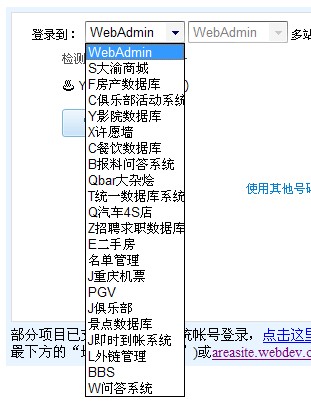 登录到： WebAdmin WebAdmin 多站
检测
WebAdmin
S大渝商城
F房产数据库
C俱乐部活动系统
Y影院数据库
X许愿墙
C餐饮数据库
B报料问答系统
Qbar大杂烩
T统一数据库系统
Q汽车4S店
Z招聘求职数据库
E二手房
名单管理
J重庆机票
PGV
J俱乐部
景点数据库
J即时到帐系统
L外链管理
BBS
W问答系统
使用其他号码
部分项目已 统帐号登录，点击这里
最下方的“ ”)或areasite.webdev.c